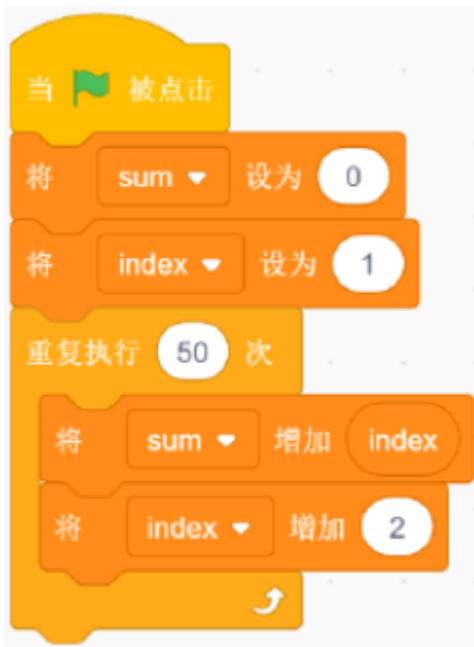 当 被点击
将 sum 设为 0
将 index 设为 1
重复执行 50 次
将 sum 增加 index
将 index 增加 2